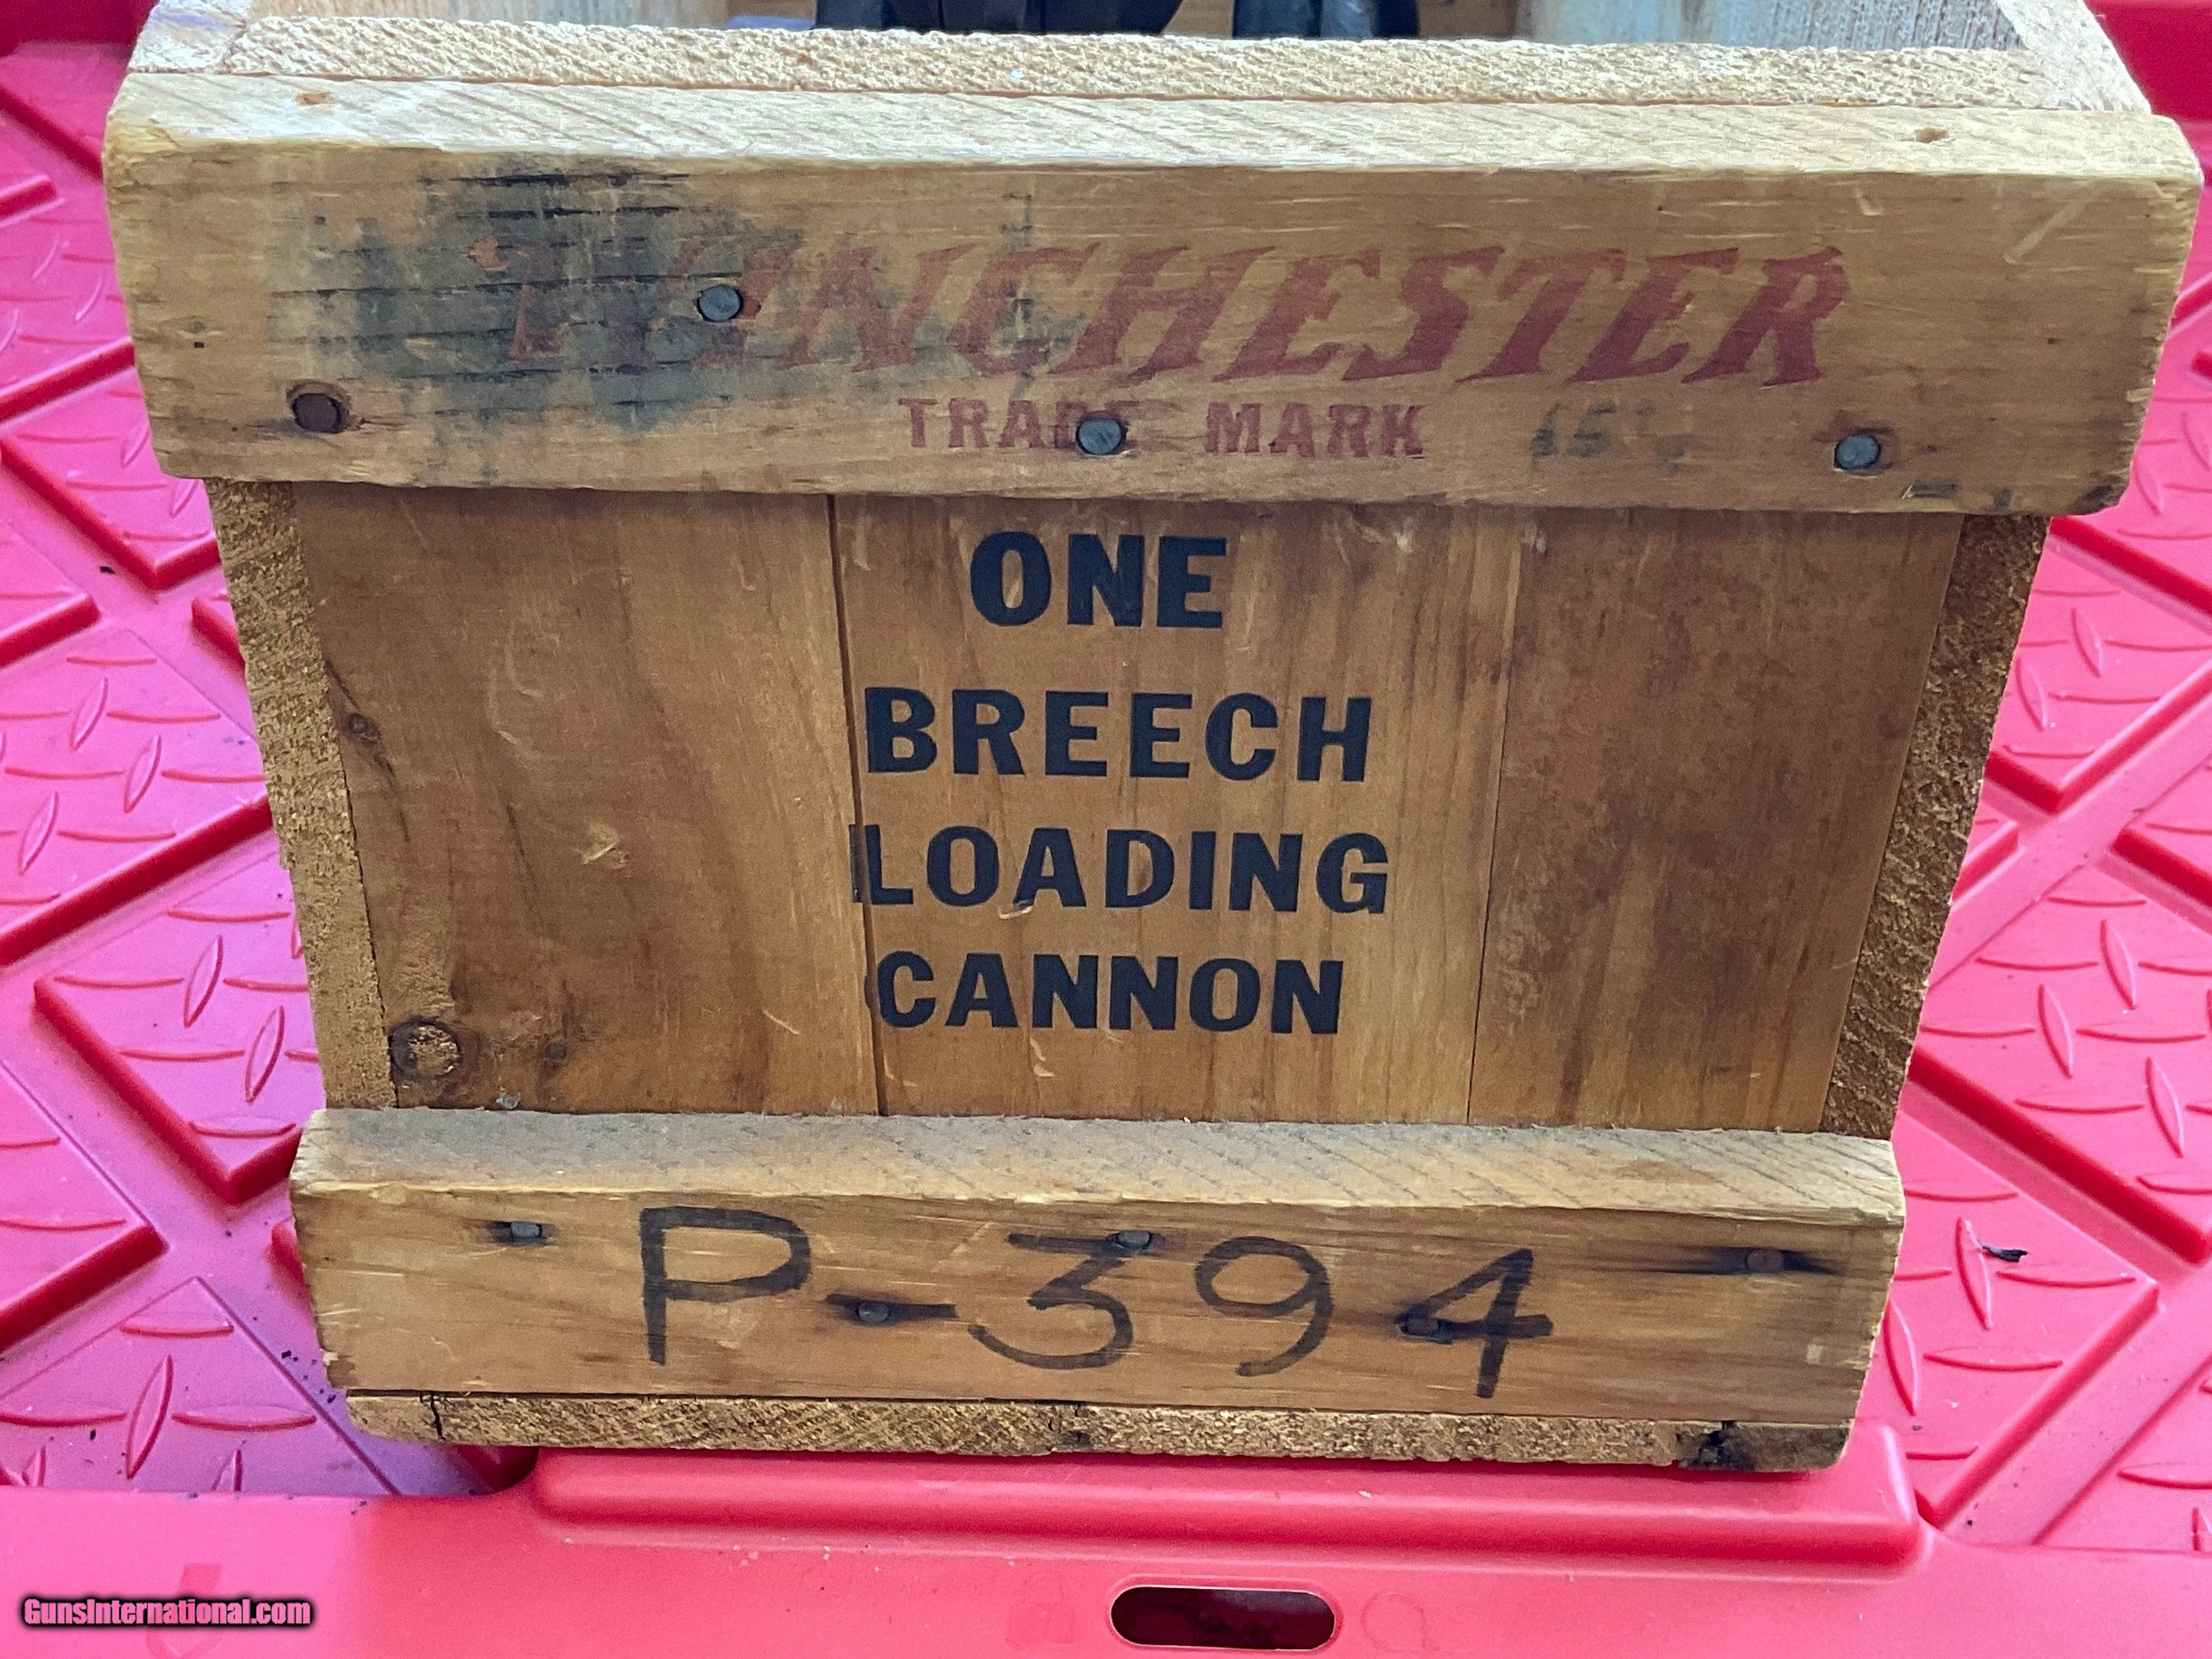 WINCHESTER
TRADE MARK
ONE
BREECH
LOADING
CANNON
P-394
GunsInternational.com